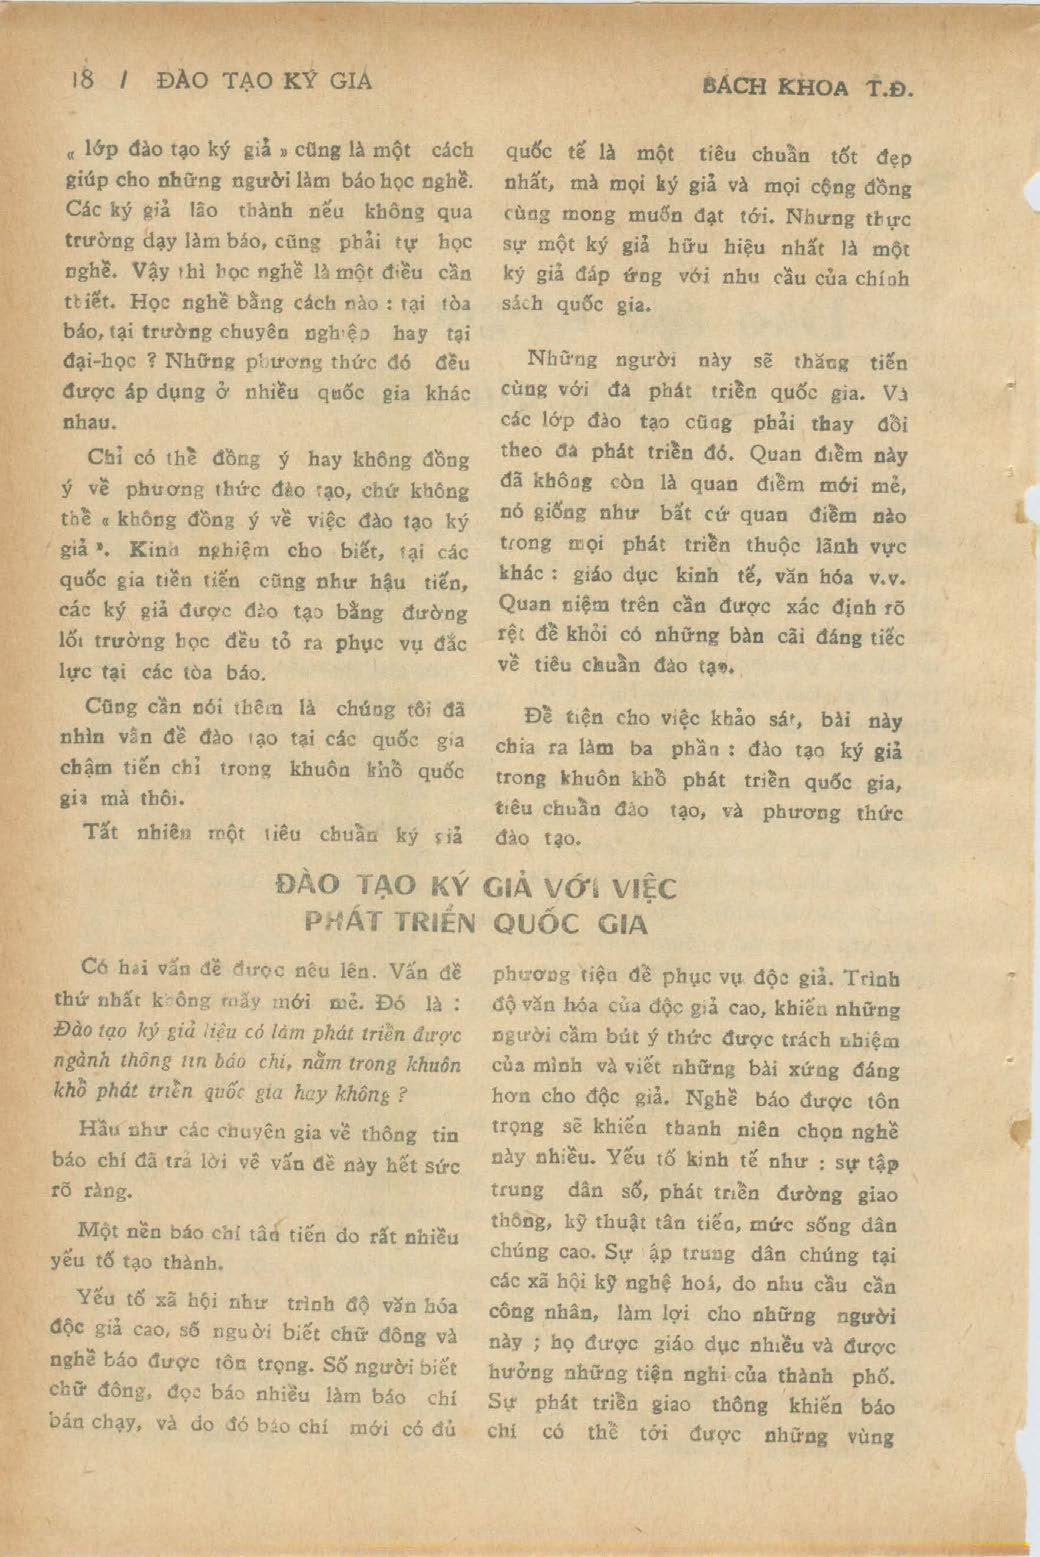 18 / ĐÀO TẠO KÝ GIẢ
BÁCH KHOA T.Đ.
« lớp đào tạo ký giả » cũng là một cách
giúp cho những người làm báo học nghề.
Các ký giả lão thành nếu không qua
trường dạy làm báo, cũng phải tự học
nghề. Vậy thì học nghề là một điều cần
thiết. Học nghề bằng cách nào : tại tòa
báo, tại trường chuyên nghiệp hay tại
đại-học ? Những phương thức đó đều
được áp dụng ở nhiều quốc gia khác
nhau.
Chỉ có thể đồng ý hay không đồng
ý về phương thức đào tạo, chứ không
thể « không đồng ý về việc đào tạo ký
giả ». Kinh nghiệm cho biết, tại các
quốc gia tiền tiến cũng như hậu tiến,
các ký giả được đào tạo bằng đường
lối trường học đều tỏ ra phục vụ đắc
lực tại các tòa báo.
Cũng cần nói thêm là chúng tôi đã
nhìn vấn đề đào tạo tại các quốc gia
chậm tiến chỉ trong khuôn khổ quốc
gia mà thôi.
Tất nhiên một tiêu chuẩn ký giả
quốc tế là một tiêu chuẩn tốt đẹp
nhất, mà mọi ký giả và mọi cộng đồng
cùng mong muốn đạt tới. Nhưng thực
sự một ký giả hữu hiệu nhất là một
ký giả đáp ứng với nhu cầu của chính
sách quốc gia.
Những người này sẽ thăng tiến
cùng với đà phát triển quốc gia. Và
các lớp đào tạo cũng phải thay đổi
theo đà phát triển đó. Quan điểm này
đã không còn là quan điểm mới mẻ,
nó giống như bất cứ quan điểm nào
trong mọi phát triển thuộc lãnh vực
khác : giáo dục kinh tế, văn hóa v.v.
Quan niệm trên cần được xác định rõ
rệt để khỏi có những bàn cãi đáng tiếc
về tiêu chuẩn đào tạo.
Để tiện cho việc khảo sát, bài này
chia ra làm ba phần : đào tạo ký giả
trong khuôn khổ phát triển quốc gia,
tiêu chuẩn đào tạo, và phương thức
đào tạo.
ĐÀO TẠO KÝ GIẢ VỚI VIỆC
PHÁT TRIỂN QUỐC GIA
Có hai vấn đề được nêu lên. Vấn đề
thứ nhất không mấy mới mẻ. Đó là :
Đào tạo ký giả liệu có làm phát triển được
ngành thông tin báo chí, nằm trong khuôn
khổ phát triển quốc gia hay không ?
Hầu như các chuyên gia về thông tin
báo chí đã trả lời về vấn đề này hết sức
rõ ràng.
Một nền báo chí tân tiến do rất nhiều
yếu tố tạo thành.
Yếu tố xã hội như trình độ văn hóa
độc giả cao, số người biết chữ đông và
nghề báo được tôn trọng. Số người biết
chữ đông, đọc báo nhiều làm báo chí
bán chạy, và do đó báo chí mới có đủ
phương tiện để phục vụ độc giả. Trình
độ văn hóa của độc giả cao, khiến những
người cầm bút ý thức được trách nhiệm
của mình và viết những bài xứng đáng
hơn cho độc giả. Nghề báo được tôn
trọng sẽ khiến thanh niên chọn nghề
này nhiều. Yếu tố kinh tế như : sự tập
trung dân số, phát triển đường giao
thông, kỹ thuật tân tiến, mức sống dân
chúng cao. Sự ập trung dân chúng tại
các xã hội kỹ nghệ hoá, do nhu cầu cần
công nhân, làm lợi cho những người
này ; họ được giáo dục nhiều và được
hưởng những tiện nghi của thành phố.
Sự phát triển giao thông khiến báo
chí có thể tới được những vùng